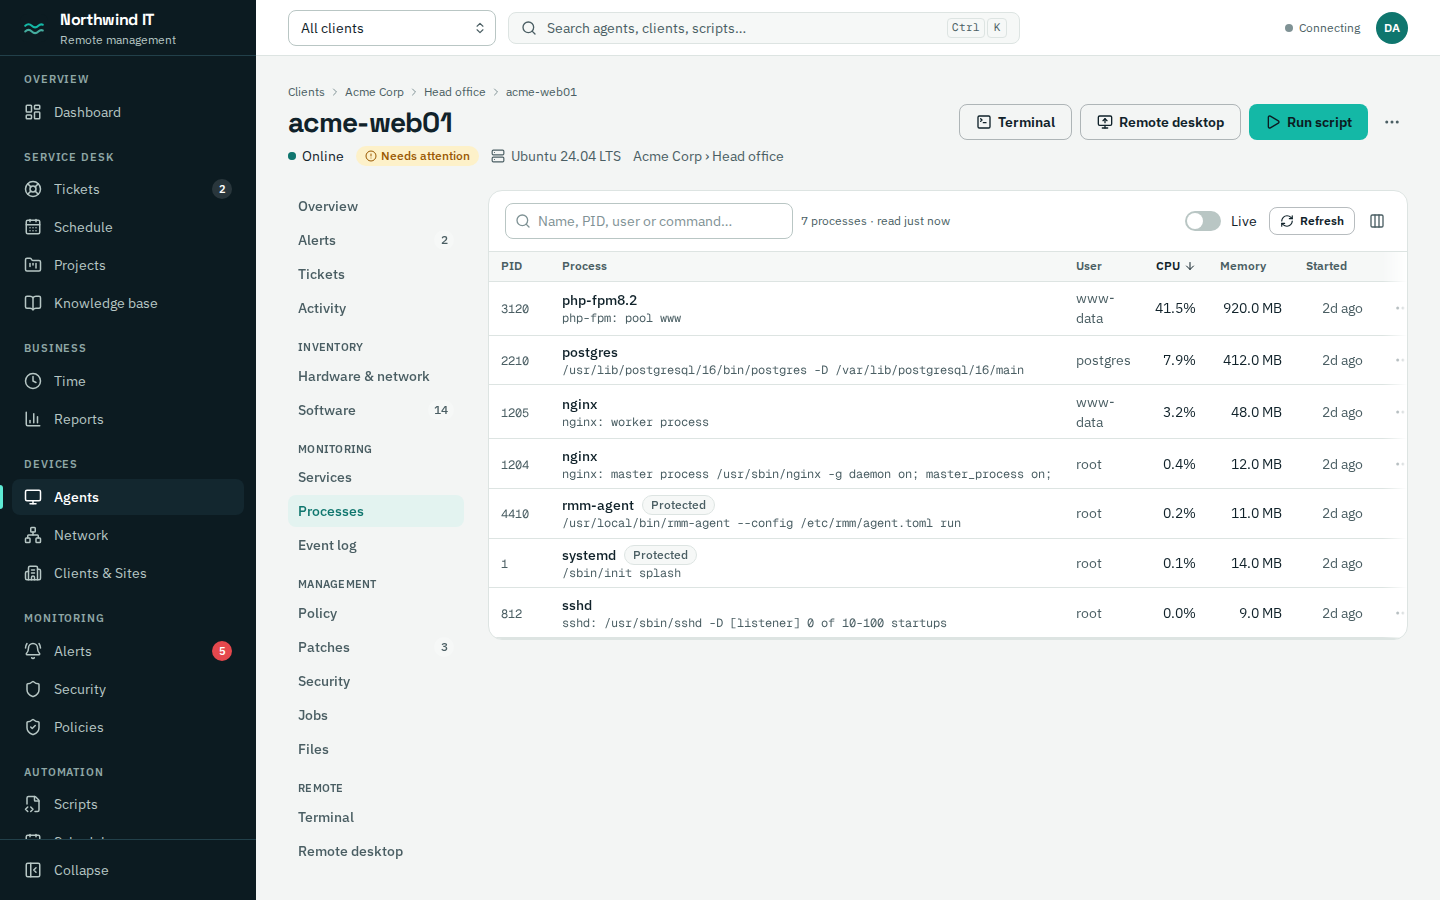 Northwind IT
Remote management
OVERVIEW
Dashboard
SERVICE DESK
Tickets 2
Schedule
Projects
Knowledge base
BUSINESS
Time
Reports
DEVICES
Agents
Network
Clients & Sites
MONITORING
Alerts 5
Security
Policies
AUTOMATION
Scripts
Collapse
All clients
Search agents, clients, scripts... Ctrl K
Connecting DA
Clients > Acme Corp > Head office > acme-web01
acme-web01
Terminal Remote desktop Run script
Online Needs attention Ubuntu 24.04 LTS Acme Corp › Head office
Overview
Alerts 2
Tickets
Activity
INVENTORY
Hardware & network
Software 14
MONITORING
Services
Processes
Event log
MANAGEMENT
Policy
Patches 3
Security
Jobs
Files
REMOTE
Terminal
Remote desktop
Name, PID, user or command... 7 processes · read just now Live Refresh
PID Process User CPU ↓ Memory Started
3120 php-fpm8.2 www-data 41.5% 920.0 MB 2d ago
php-fpm: pool www
2210 postgres postgres 7.9% 412.0 MB 2d ago
/usr/lib/postgresql/16/bin/postgres -D /var/lib/postgresql/16/main
1205 nginx www-data 3.2% 48.0 MB 2d ago
nginx: worker process
1204 nginx root 0.4% 12.0 MB 2d ago
nginx: master process /usr/sbin/nginx -g daemon on; master_process on;
4410 rmm-agent Protected root 0.2% 11.0 MB 2d ago
/usr/local/bin/rmm-agent --config /etc/rmm/agent.toml run
1 systemd Protected root 0.1% 14.0 MB 2d ago
/sbin/init splash
812 sshd root 0.0% 9.0 MB 2d ago
sshd: /usr/sbin/sshd -D [listener] 0 of 10-100 startups